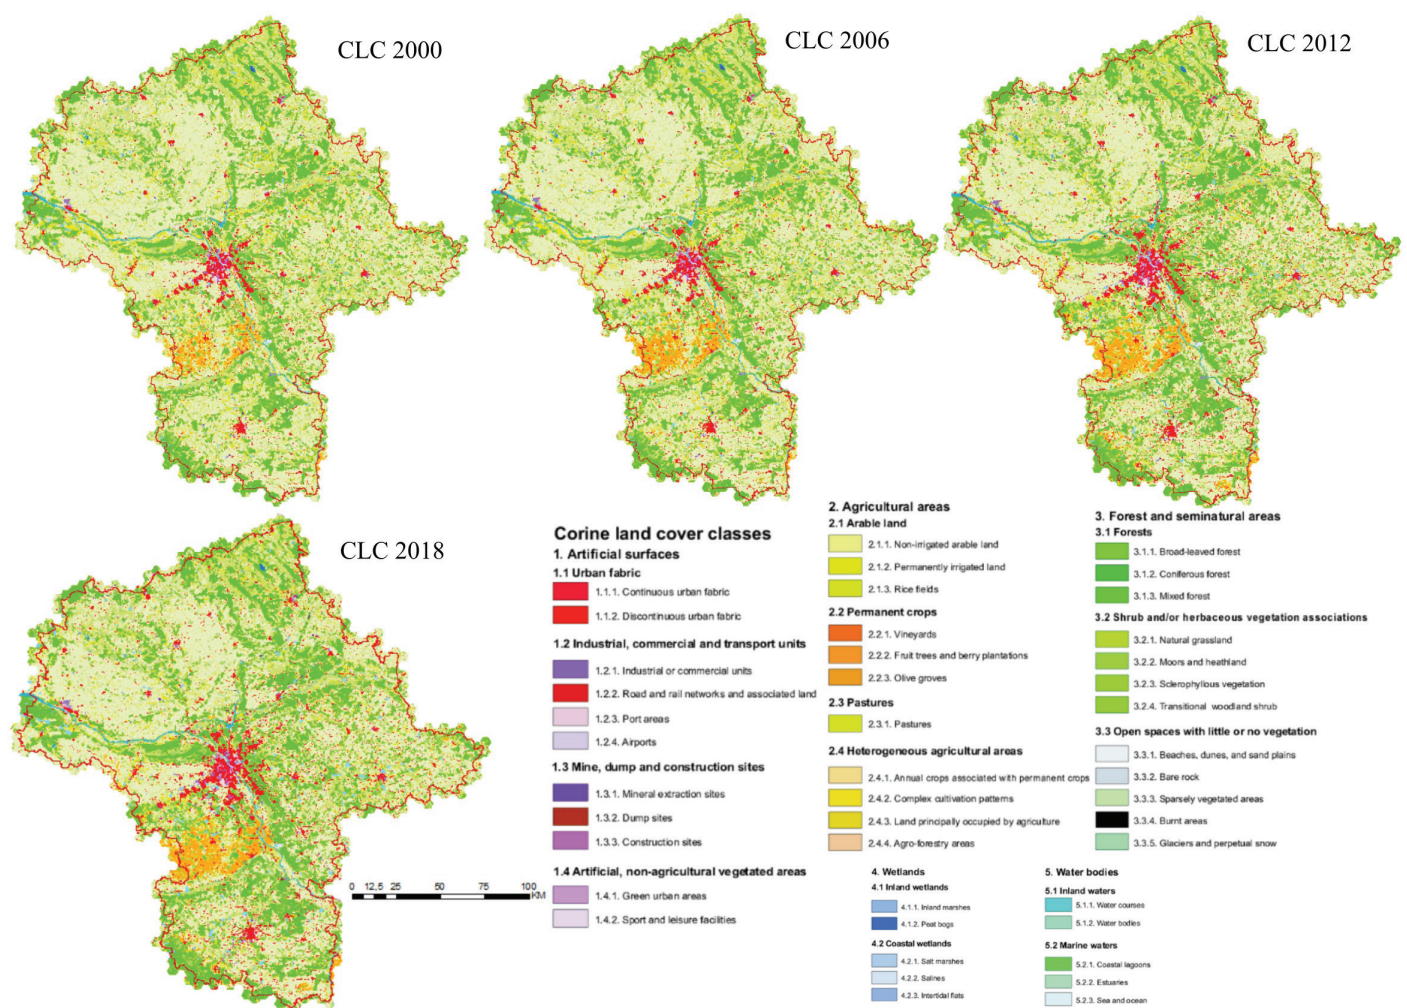 CLC 2000
CLC 2006
CLC 2012
CLC 2018
0 12,5 25 50 75 100
KM
Corine land cover classes
1. Artificial surfaces
1.1 Urban fabric
1.1.1. Continuous urban fabric
1.1.2. Discontinuous urban fabric
1.2 Industrial, commercial and transport units
1.2.1. Industrial or commercial units
1.2.2. Road and rail networks and associated land
1.2.3. Port areas
1.2.4. Airports
1.3 Mine, dump and construction sites
1.3.1. Mineral extraction sites
1.3.2. Dump sites
1.3.3. Construction sites
1.4 Artificial, non-agricultural vegetated areas
1.4.1. Green urban areas
1.4.2. Sport and leisure facilities
2. Agricultural areas
2.1 Arable land
2.1.1. Non-irrigated arable land
2.1.2. Permanently irrigated land
2.1.3. Rice fields
2.2 Permanent crops
2.2.1. Vineyards
2.2.2. Fruit trees and berry plantations
2.2.3. Olive groves
2.3 Pastures
2.3.1. Pastures
2.4 Heterogeneous agricultural areas
2.4.1. Annual crops associated with permanent crops
2.4.2. Complex cultivation patterns
2.4.3. Land principally occupied by agriculture
2.4.4. Agro-forestry areas
3. Forest and seminatural areas
3.1 Forests
3.1.1. Broad-leaved forest
3.1.2. Coniferous forest
3.1.3. Mixed forest
3.2 Shrub and/or herbaceous vegetation associations
3.2.1. Natural grassland
3.2.2. Moors and heathland
3.2.3. Sclerophyllous vegetation
3.2.4. Transitional woodland shrub
3.3 Open spaces with little or no vegetation
3.3.1. Beaches, dunes, and sand plains
3.3.2. Bare rock
3.3.3. Sparsely vegetated areas
3.3.4. Burnt areas
3.3.5. Glaciers and perpetual snow
4. Wetlands
4.1 Inland wetlands
4.1.1. Inland marshes
4.1.2. Peat bogs
4.2 Coastal wetlands
4.2.1. Salt marshes
4.2.2. Salines
4.2.3. Intertidal flats
5. Water bodies
5.1 Inland waters
5.1.1. Water courses
5.1.2. Water bodies
5.2 Marine waters
5.2.1. Coastal lagoons
5.2.2. Estuaries
5.2.3. Sea and ocean